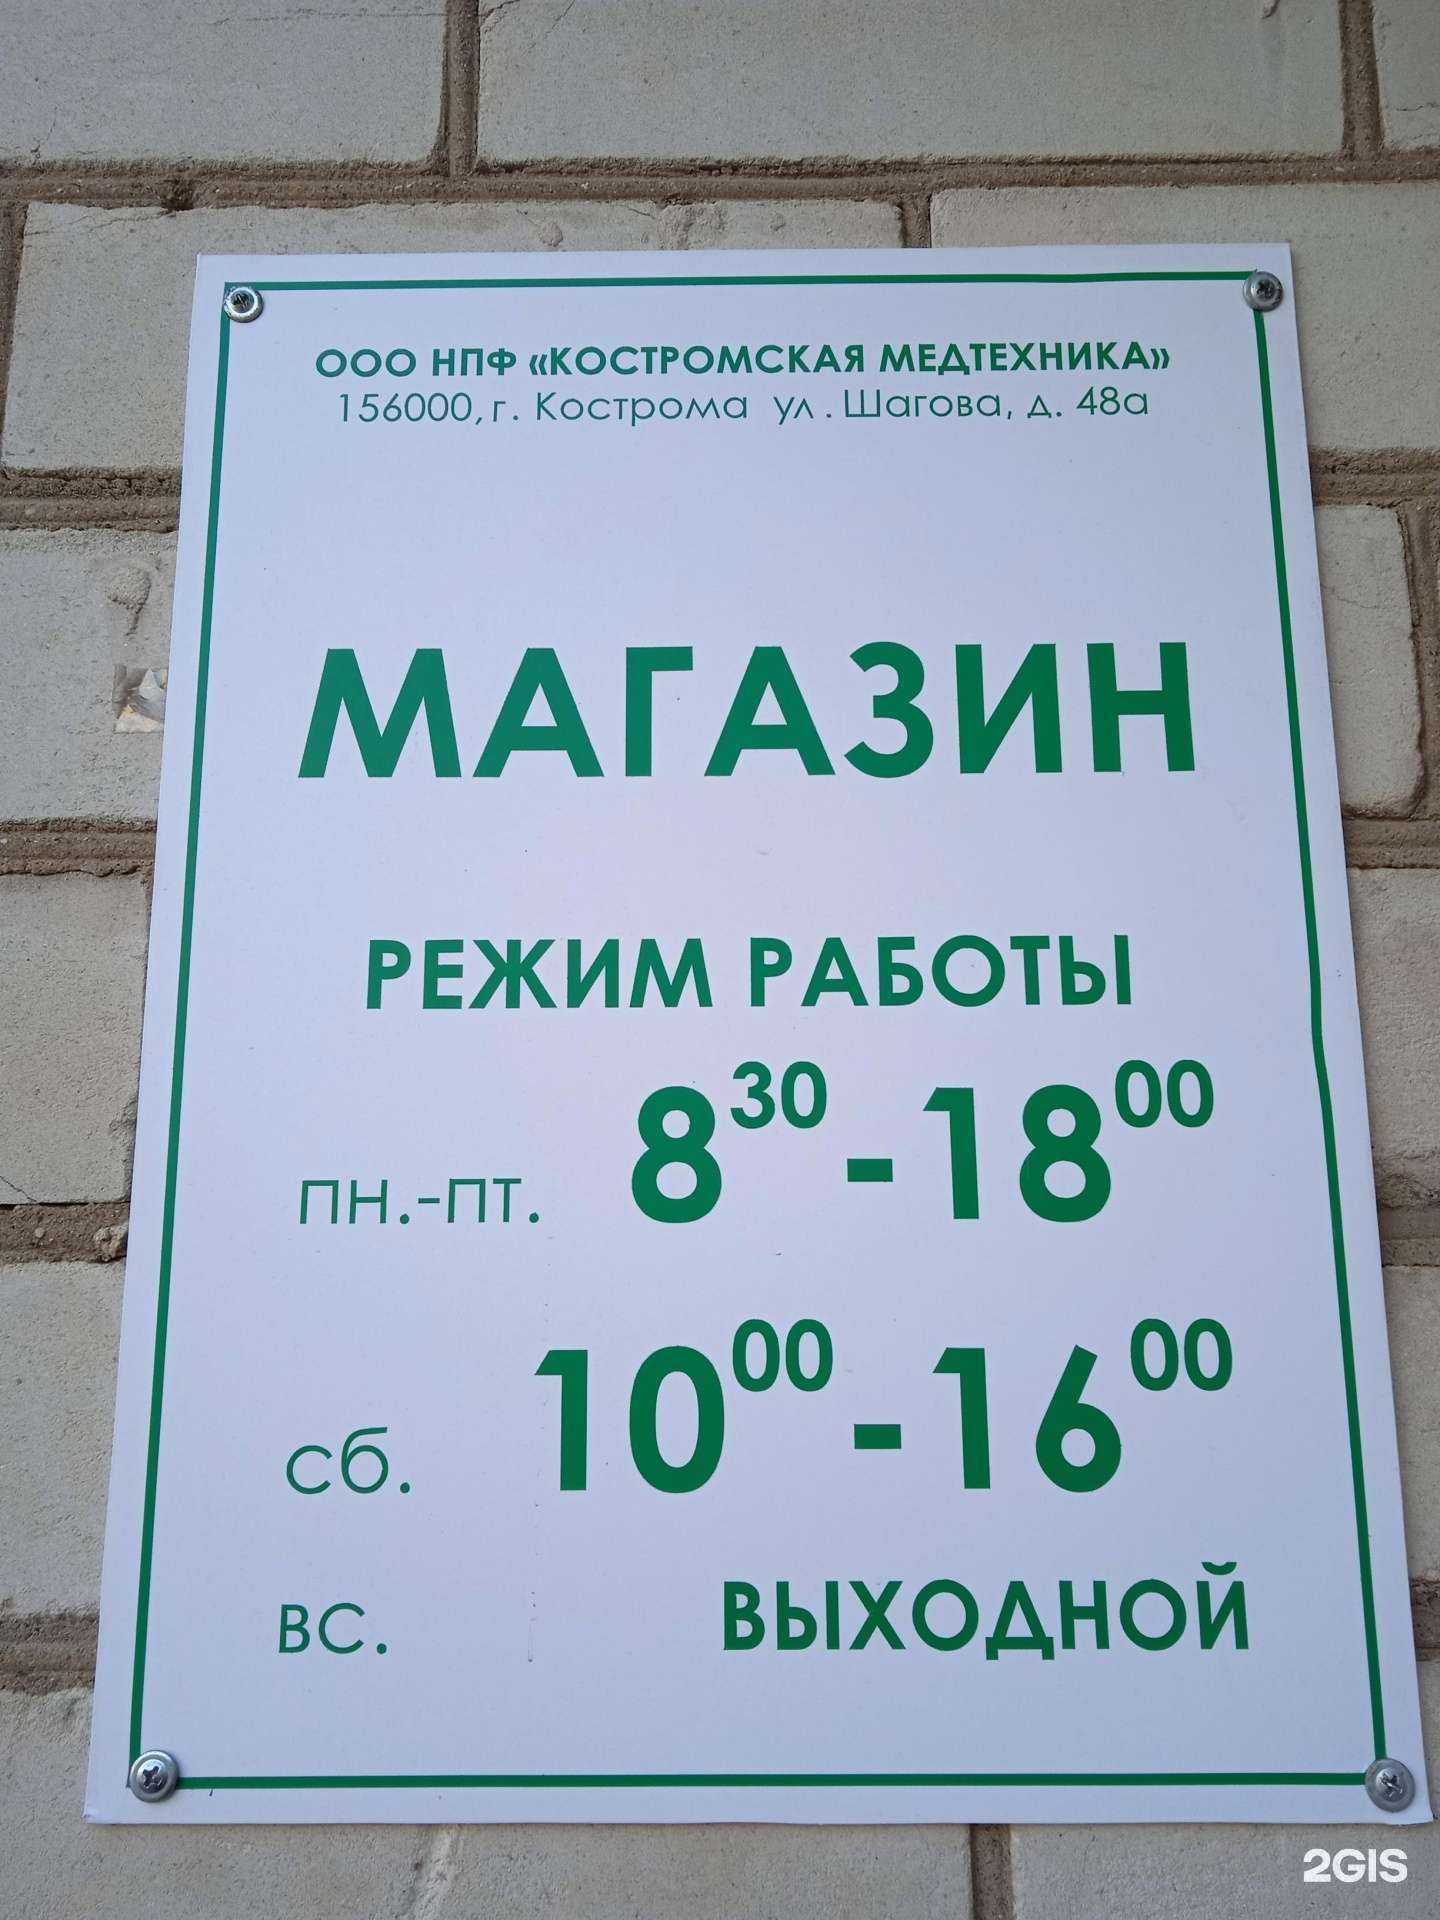 ООО НПФ «КОСТРОМСКАЯ МЕДТЕХНИКА»
156000, г. Кострома ул. Шагова, д. 48а
МАГАЗИН
РЕЖИМ РАБОТЫ
пн.-пт. 8³⁰-18⁰⁰
сб. 10⁰⁰-16⁰⁰
вс. ВЫХОДНОЙ
2GIS